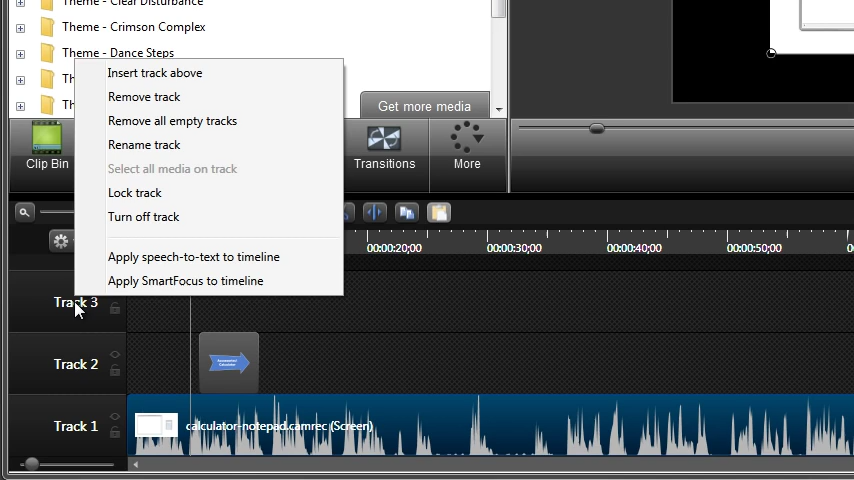 Theme - Clear Disturbance
Theme - Crimson Complex
Theme - Dance Steps
Th
Th
Insert track above
Remove track
Remove all empty tracks
Rename track
Select all media on track
Lock track
Turn off track
Apply speech-to-text to timeline
Apply SmartFocus to timeline
Get more media
Clip Bin
Transitions
More
00:00:20;00
00:00:30;00
00:00:40;00
00:00:50;00
Track 3
Track 2
Track 1
calculator-notepad.camrec (Screen)